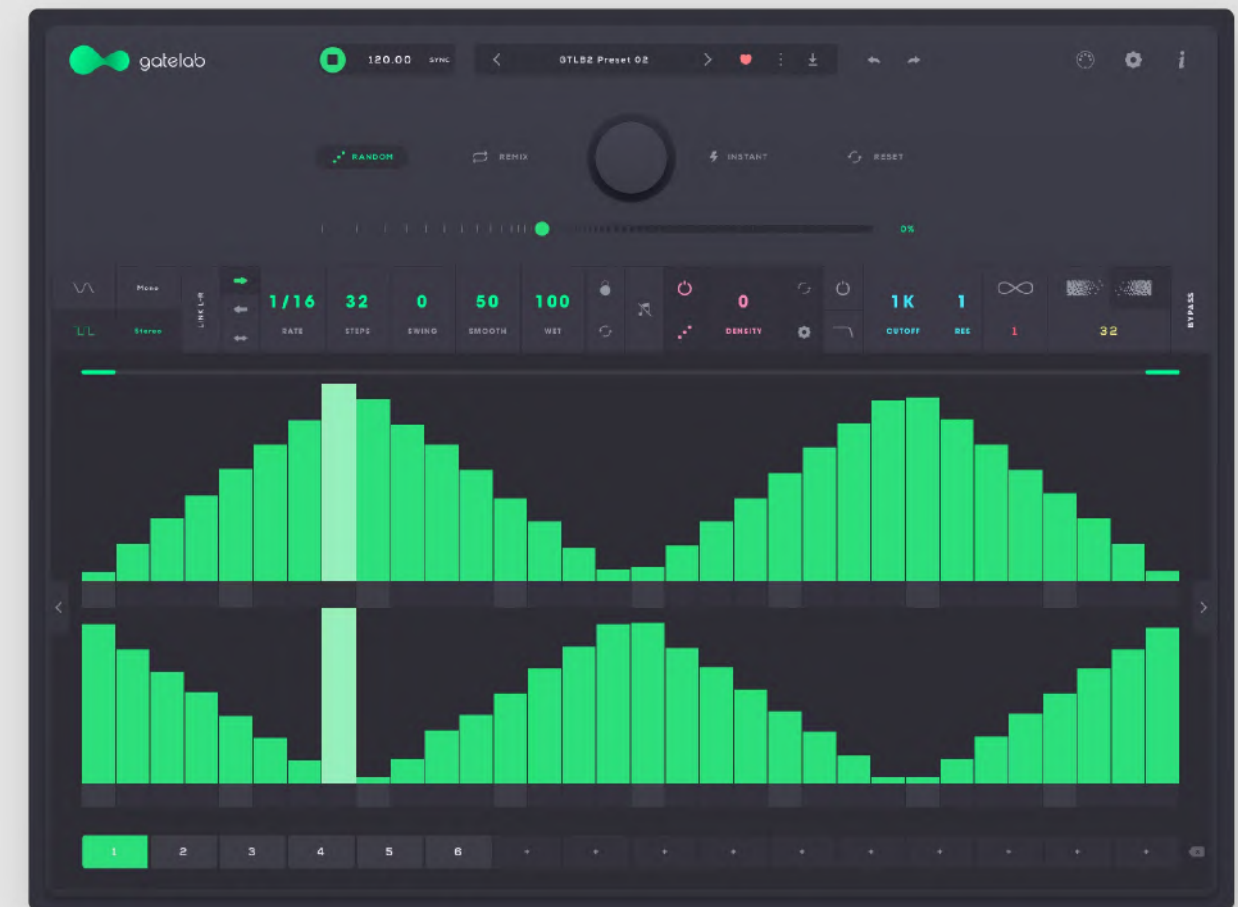 gatelab
120.00 SYNC
GTLB2 Preset 02
RANDOM
REMIX
INSTANT
RESET
0%
Mono
Stereo
LINK L-R
1/16
RATE
32
STEPS
0
SWING
50
SMOOTH
100
WET
0
DENSITY
1K
CUTOFF
1
RES
1
32
BYPASS
1 2 3 4 5 6